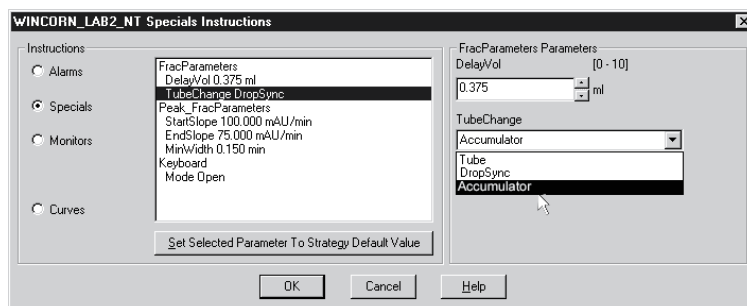 WINCORN_LAB2_NT Specials Instructions
Instructions
Alarms
Specials
Monitors
Curves
FracParameters
DelayVol 0.375 ml
TubeChange DropSync
Peak_FracParameters
StartSlope 100.000 mAU/min
EndSlope 75.000 mAU/min
MinWidth 0.150 min
Keyboard
Mode Open
Set Selected Parameter To Strategy Default Value
FracParameters Parameters
DelayVol [0 - 10]
0.375 ml
TubeChange
Accumulator
Tube
DropSync
Accumulator
OK Cancel Help